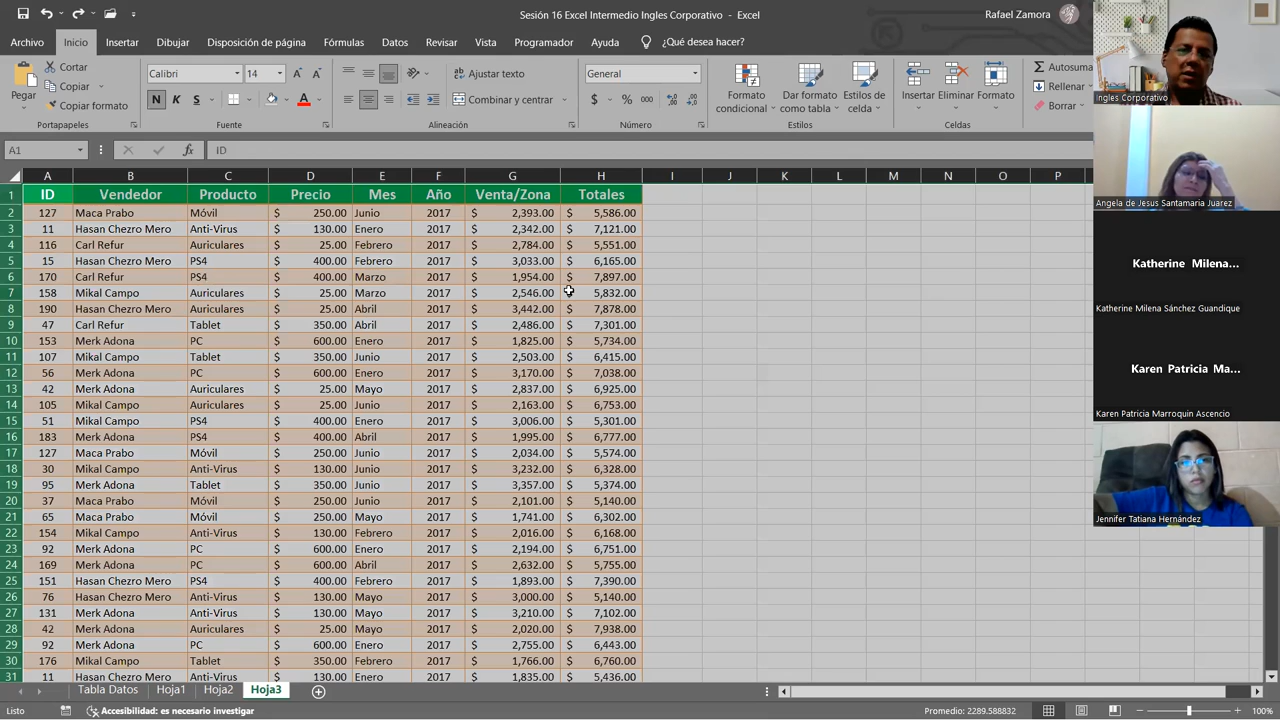 Sesión 16 Excel Intermedio Ingles Corporativo - Excel
Rafael Zamora
Archivo Inicio Insertar Dibujar Disposición de página Fórmulas Datos Revisar Vista Programador Ayuda ¿Qué desea hacer?
Pegar
Cortar
Copiar
Copiar formato
Portapapeles
Calibri 14
N K S
Fuente
Ajustar texto
Combinar y centrar
Alineación
General
$ % 000
Número
Formato condicional
Dar formato como tabla
Estilos de celda
Estilos
Insertar Eliminar Formato
Celdas
Autosuma
Rellenar
Borrar
A1 fx ID
A B C D E F G H I J K L M N O P
1 ID Vendedor Producto Precio Mes Año Venta/Zona Totales
2 127 Maca Prabo Móvil $ 250.00 Junio 2017 $ 2,393.00 $ 5,586.00
3 11 Hasan Chezro Mero Anti-Virus $ 130.00 Enero 2017 $ 2,342.00 $ 7,121.00
4 116 Carl Refur Auriculares $ 25.00 Febrero 2017 $ 2,784.00 $ 5,551.00
5 15 Hasan Chezro Mero PS4 $ 400.00 Febrero 2017 $ 3,033.00 $ 6,165.00
6 170 Carl Refur PS4 $ 400.00 Marzo 2017 $ 1,954.00 $ 7,897.00
7 158 Mikal Campo Auriculares $ 25.00 Marzo 2017 $ 2,546.00 $ 5,832.00
8 190 Hasan Chezro Mero Auriculares $ 25.00 Abril 2017 $ 3,442.00 $ 7,878.00
9 47 Carl Refur Tablet $ 350.00 Abril 2017 $ 2,486.00 $ 7,301.00
10 153 Merk Adona PC $ 600.00 Enero 2017 $ 1,825.00 $ 5,734.00
11 107 Mikal Campo Tablet $ 350.00 Junio 2017 $ 2,503.00 $ 6,415.00
12 56 Merk Adona PC $ 600.00 Enero 2017 $ 3,170.00 $ 7,038.00
13 42 Merk Adona Auriculares $ 25.00 Mayo 2017 $ 2,837.00 $ 6,925.00
14 105 Mikal Campo Auriculares $ 25.00 Junio 2017 $ 2,163.00 $ 6,753.00
15 51 Mikal Campo PS4 $ 400.00 Enero 2017 $ 3,006.00 $ 5,301.00
16 183 Merk Adona PS4 $ 400.00 Abril 2017 $ 1,995.00 $ 6,777.00
17 127 Maca Prabo Móvil $ 250.00 Junio 2017 $ 2,034.00 $ 5,574.00
18 30 Mikal Campo Anti-Virus $ 130.00 Enero 2017 $ 3,232.00 $ 6,328.00
19 95 Merk Adona Tablet $ 350.00 Junio 2017 $ 3,357.00 $ 5,374.00
20 37 Maca Prabo Móvil $ 250.00 Junio 2017 $ 2,101.00 $ 5,140.00
21 65 Maca Prabo Móvil $ 250.00 Mayo 2017 $ 1,741.00 $ 6,302.00
22 154 Mikal Campo Anti-Virus $ 130.00 Febrero 2017 $ 2,016.00 $ 6,168.00
23 92 Merk Adona PC $ 600.00 Enero 2017 $ 2,194.00 $ 6,751.00
24 169 Merk Adona PC $ 600.00 Abril 2017 $ 2,632.00 $ 5,755.00
25 151 Hasan Chezro Mero PS4 $ 400.00 Febrero 2017 $ 1,893.00 $ 7,390.00
26 76 Hasan Chezro Mero Anti-Virus $ 130.00 Mayo 2017 $ 3,000.00 $ 5,140.00
27 131 Merk Adona Anti-Virus $ 130.00 Mayo 2017 $ 3,210.00 $ 7,102.00
28 42 Merk Adona Auriculares $ 25.00 Mayo 2017 $ 2,020.00 $ 7,938.00
29 92 Merk Adona PC $ 600.00 Enero 2017 $ 2,755.00 $ 6,443.00
30 176 Mikal Campo Tablet $ 350.00 Febrero 2017 $ 1,766.00 $ 6,760.00
31 11 Hasan Chezro Mero Anti-Virus $ 130.00 Enero 2017 $ 1,835.00 $ 5,436.00
Tabla Datos Hoja1 Hoja2 Hoja3
Listo Accesibilidad: es necesario investigar Promedio: 2289.588832 100%
Ingles Corporativo
Angela de Jesus Santamaria Juarez
Katherine Milena...
Katherine Milena Sánchez Guandique
Karen Patricia Ma...
Karen Patricia Marroquin Ascencio
Jennifer Tatiana Hernández